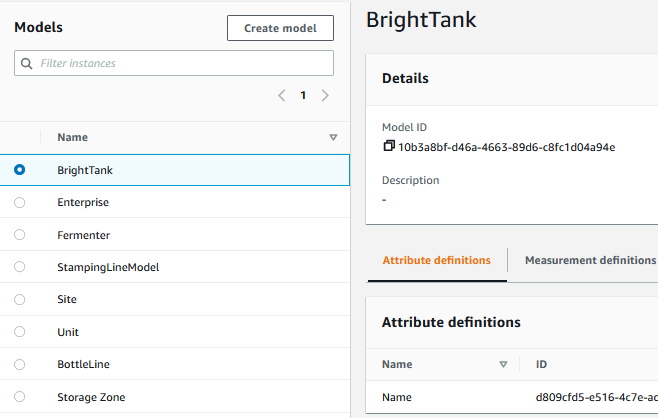 Models
Create model
Filter instances
1
Name
BrightTank
Enterprise
Fermenter
StampingLineModel
Site
Unit
BottleLine
Storage Zone
BrightTank
Details
Model ID
10b3a8bf-d46a-4663-89d6-c8fc1d04a94e
Description
-
Attribute definitions
Measurement definitions
Attribute definitions
Name ID
Name d809cfd5-e516-4c7e-ac